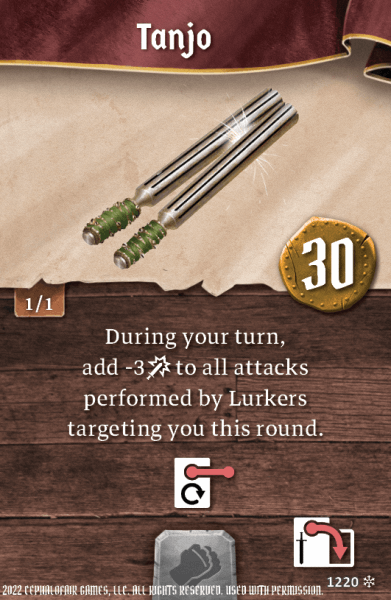 Tanjo
30
1/1
During your turn,
add -3 to all attacks
performed by Lurkers
targeting you this round.
1220
2022 CEPHALOFAIR GAMES, LLC. ALL RIGHTS RESERVED. USED WITH PERMISSION.